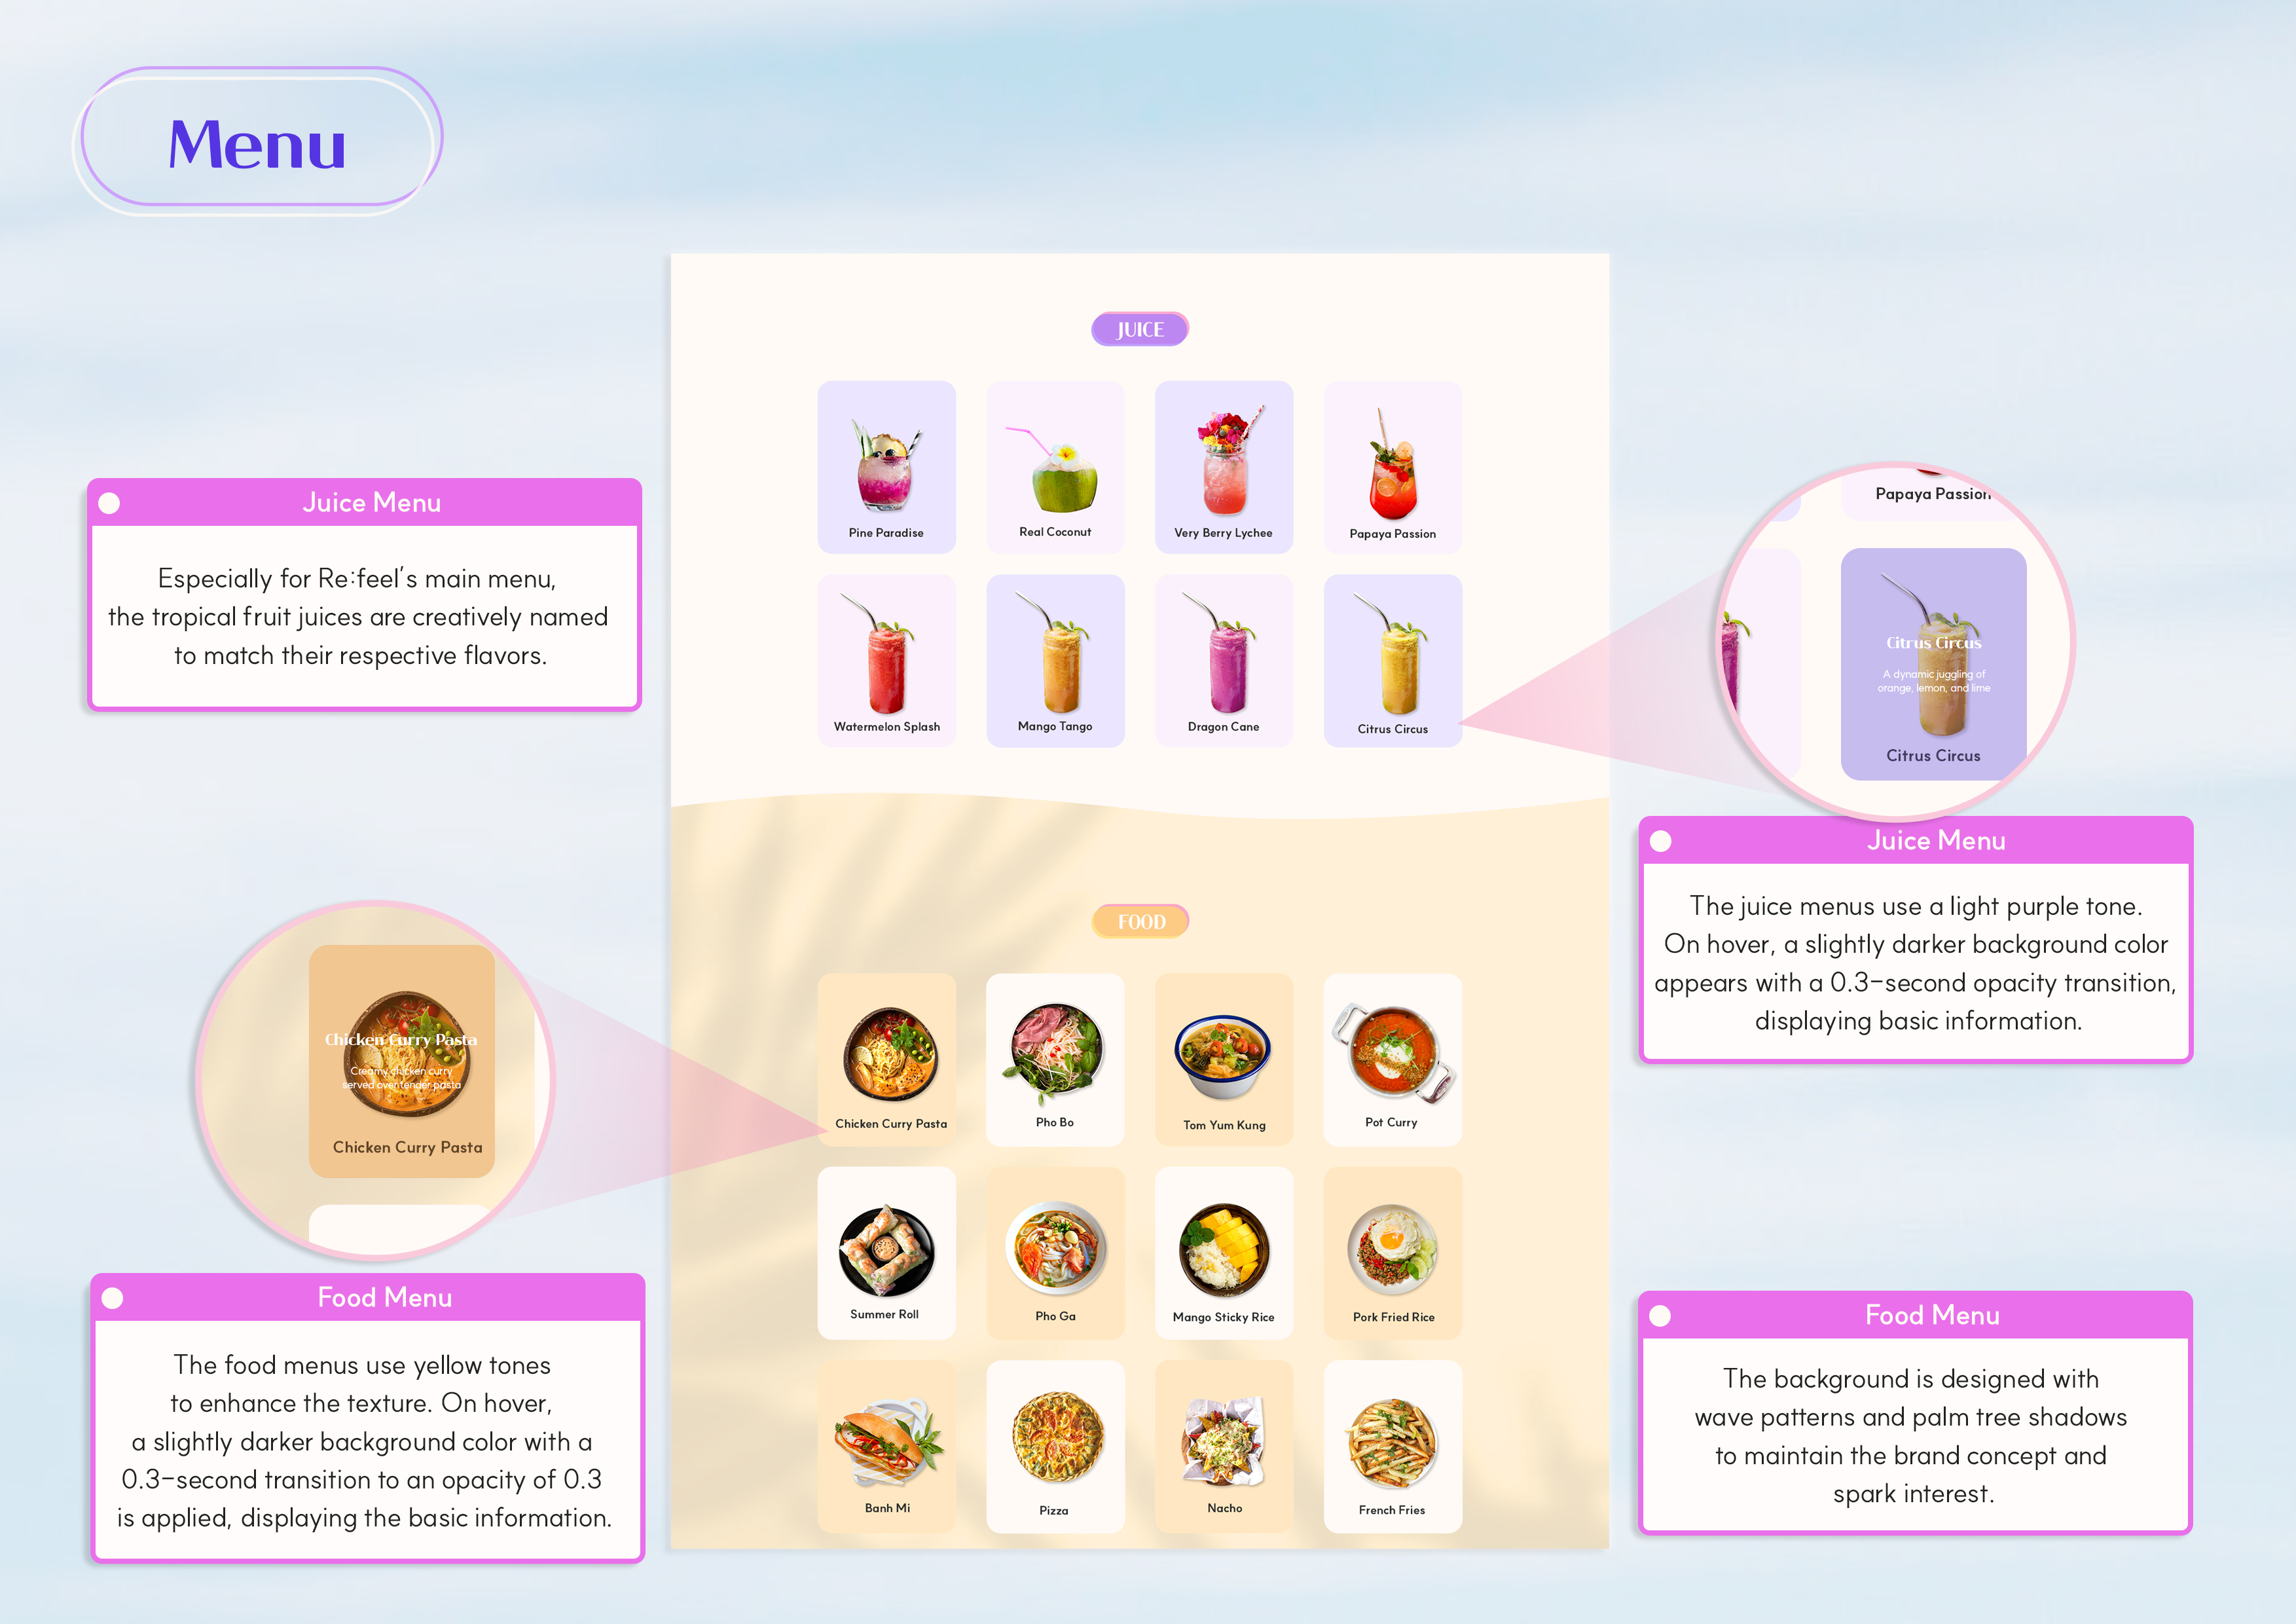 Menu
JUICE
Pine Paradise
Real Coconut
Very Berry Lychee
Papaya Passion
Watermelon Splash
Mango Tango
Dragon Cane
Citrus Circus
Juice Menu
Especially for Re:feel's main menu,
the tropical fruit juices are creatively named
to match their respective flavors.
Papaya Passion
Citrus Circus
A dynamic juggling of
orange, lemon, and lime
Citrus Circus
Juice Menu
The juice menus use a light purple tone.
On hover, a slightly darker background color
appears with a 0.3-second opacity transition,
displaying basic information.
FOOD
Chicken Curry Pasta
Pho Bo
Tom Yum Kung
Pot Curry
Summer Roll
Pho Ga
Mango Sticky Rice
Pork Fried Rice
Banh Mi
Pizza
Nacho
French Fries
Chicken Curry Pasta
Creamy chicken curry
served over tender pasta
Chicken Curry Pasta
Food Menu
The food menus use yellow tones
to enhance the texture. On hover,
a slightly darker background color with a
0.3-second transition to an opacity of 0.3
is applied, displaying the basic information.
Food Menu
The background is designed with
wave patterns and palm tree shadows
to maintain the brand concept and
spark interest.